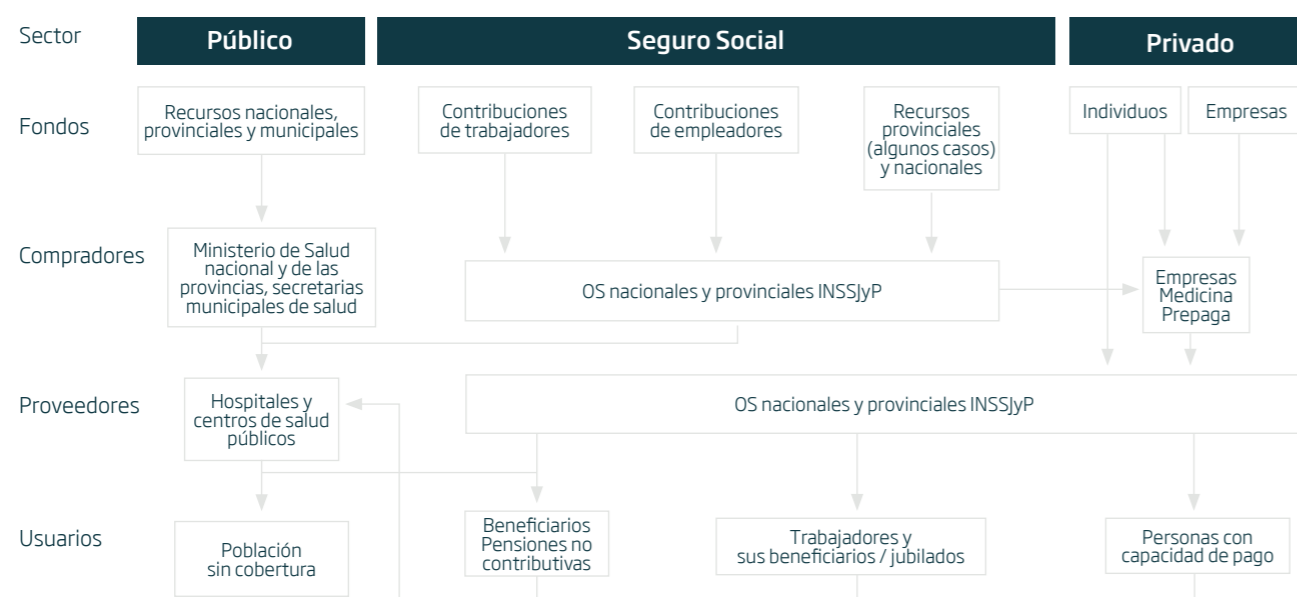 Sector
Público
Seguro Social
Privado
Fondos
Recursos nacionales,
provinciales y municipales
Contribuciones
de trabajadores
Contribuciones
de empleadores
Recursos
provinciales
(algunos casos)
y nacionales
Individuos
Empresas
Compradores
Ministerio de Salud
nacional y de las
provincias, secretarias
municipales de salud
OS nacionales y provinciales INSSJyP
Empresas
Medicina
Prepaga
Proveedores
Hospitales y
centros de salud
públicos
OS nacionales y provinciales INSSJyP
Usuarios
Población
sin cobertura
Beneficiarios
Pensiones no
contributivas
Trabajadores y
sus beneficiarios / jubilados
Personas con
capacidad de pago